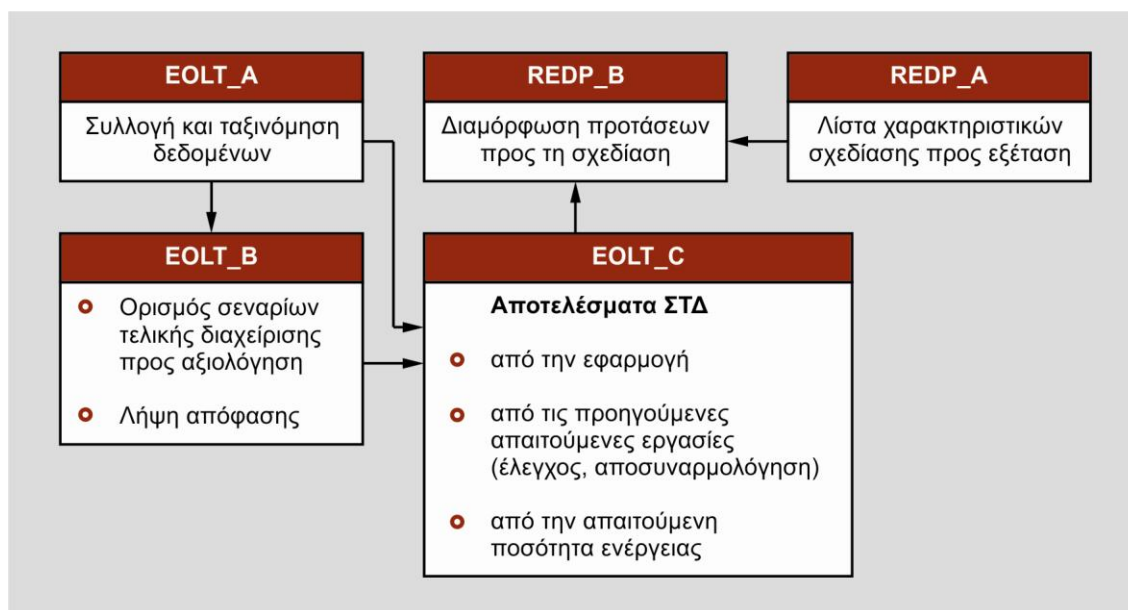 EOLT_A
Συλλογή και ταξινόμηση
δεδομένων
REDP_B
Διαμόρφωση προτάσεων
προς τη σχεδίαση
REDP_A
Λίστα χαρακτηριστικών
σχεδίασης προς εξέταση
EOLT_B
Ορισμός σεναρίων
τελικής διαχείρισης
προς αξιολόγηση
Λήψη απόφασης
EOLT_C
Αποτελέσματα ΣΤΔ
από την εφαρμογή
από τις προηγούμενες
απαιτούμενες εργασίες
(έλεγχος, αποσυναρμολόγηση)
από την απαιτούμενη
ποσότητα ενέργειας